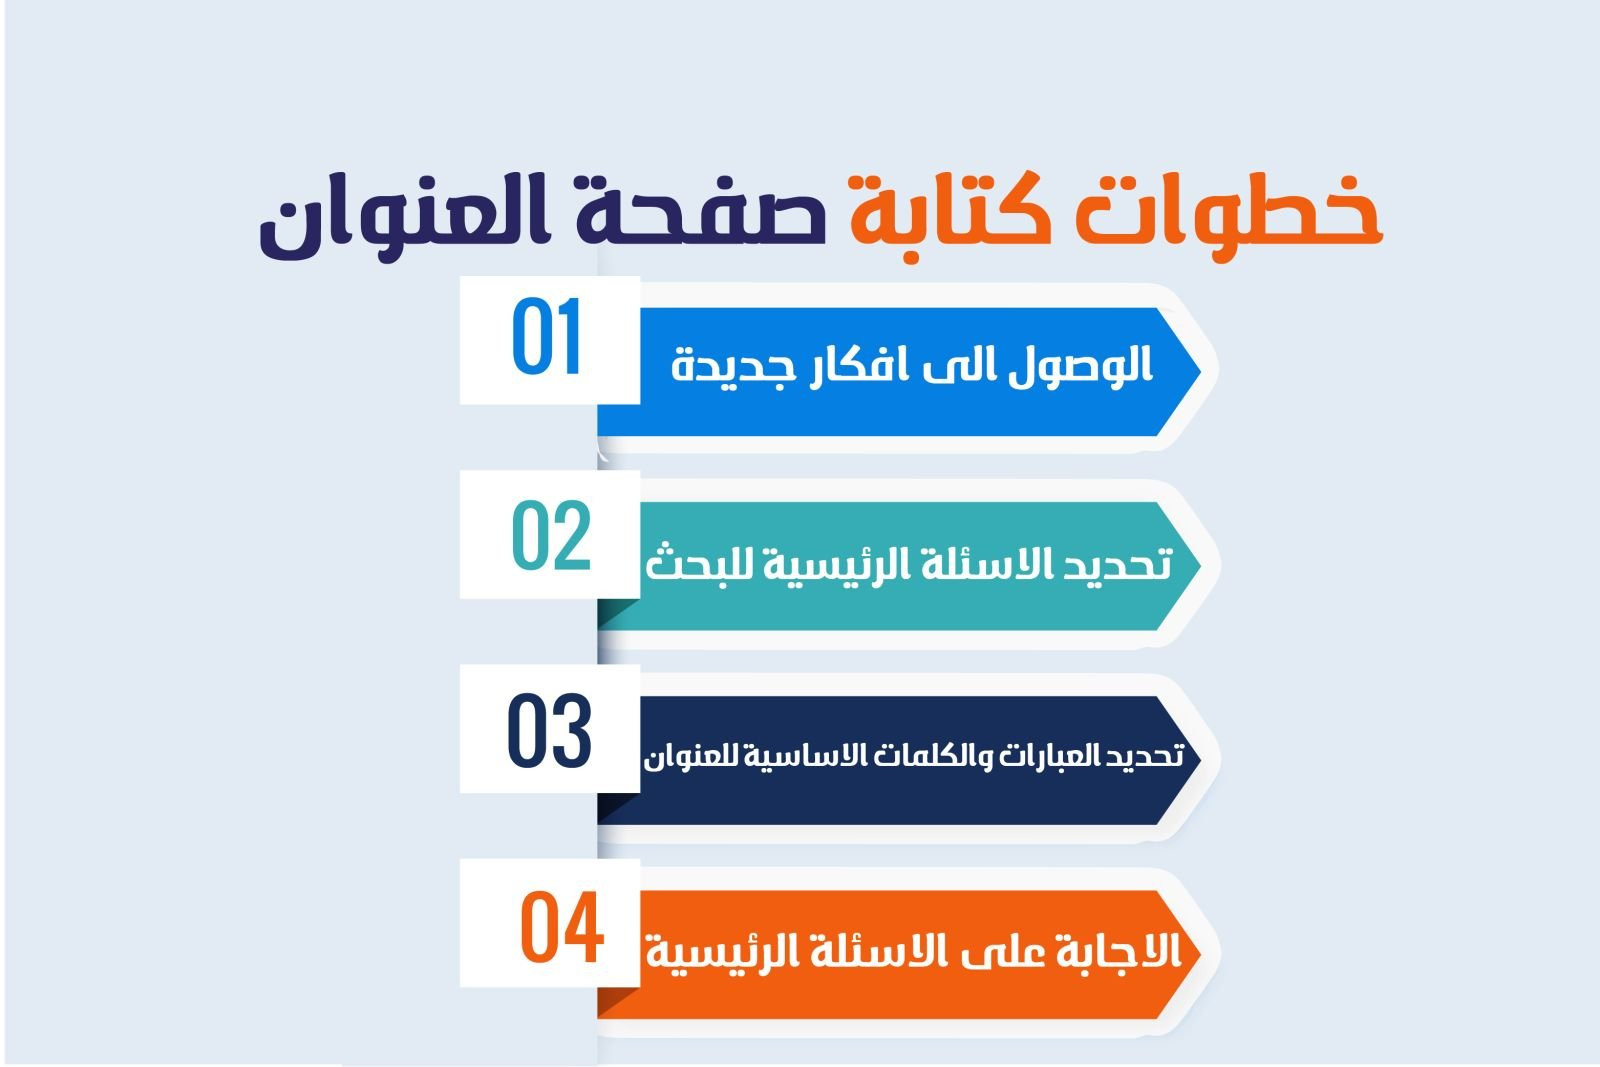 خطوات كتابة صفحة العنوان
01
الوصول الى افكار جديدة
02
تحديد الاسئلة الرئيسية للبحث
03
تحديد العبارات والكلمات الاساسية للعنوان
04
الاجابة على الاسئلة الرئيسية